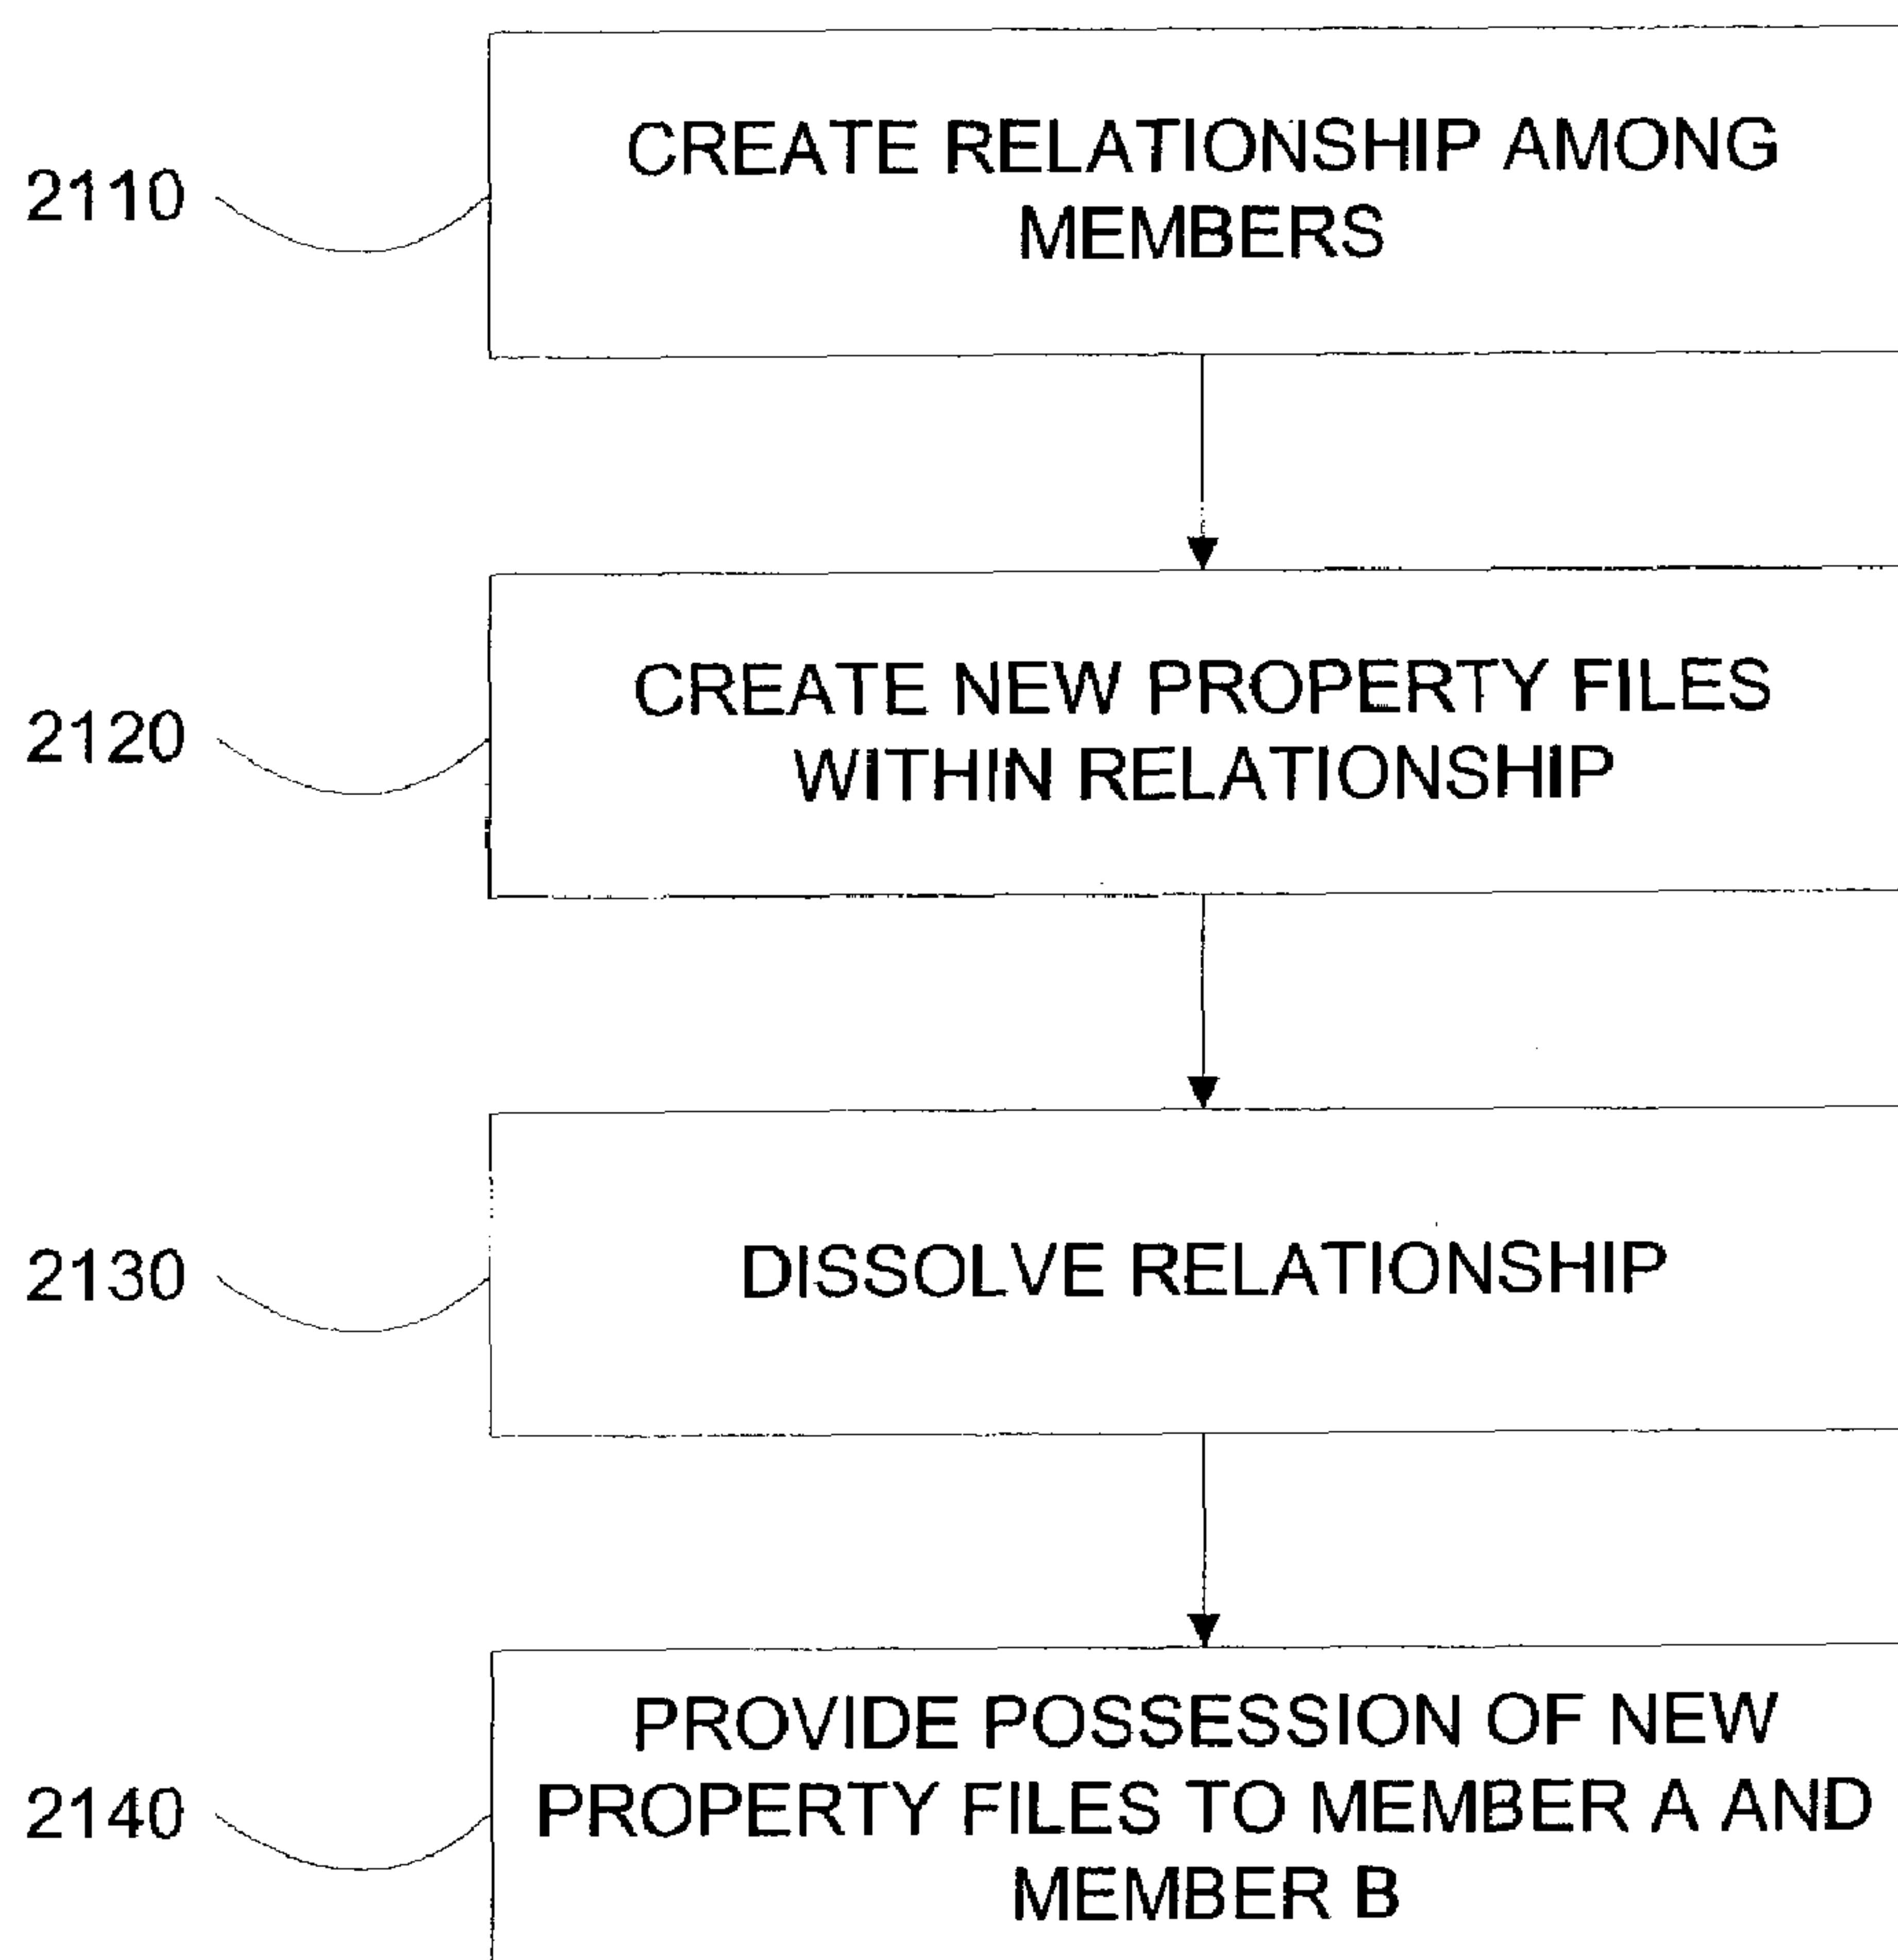 2110
CREATE RELATIONSHIP AMONG
MEMBERS
2120
CREATE NEW PROPERTY FILES
WITHIN RELATIONSHIP
2130
DISSOLVE RELATIONSHIP
2140
PROVIDE POSSESSION OF NEW
PROPERTY FILES TO MEMBER A AND
MEMBER B